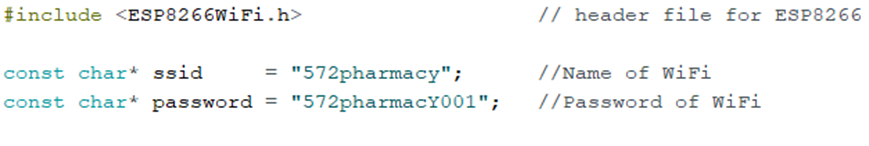 #include <ESP8266WiFi.h> // header file for ESP8266
const char* ssid = "572pharmacy"; //Name of WiFi
const char* password = "572pharmacY001"; //Password of WiFi